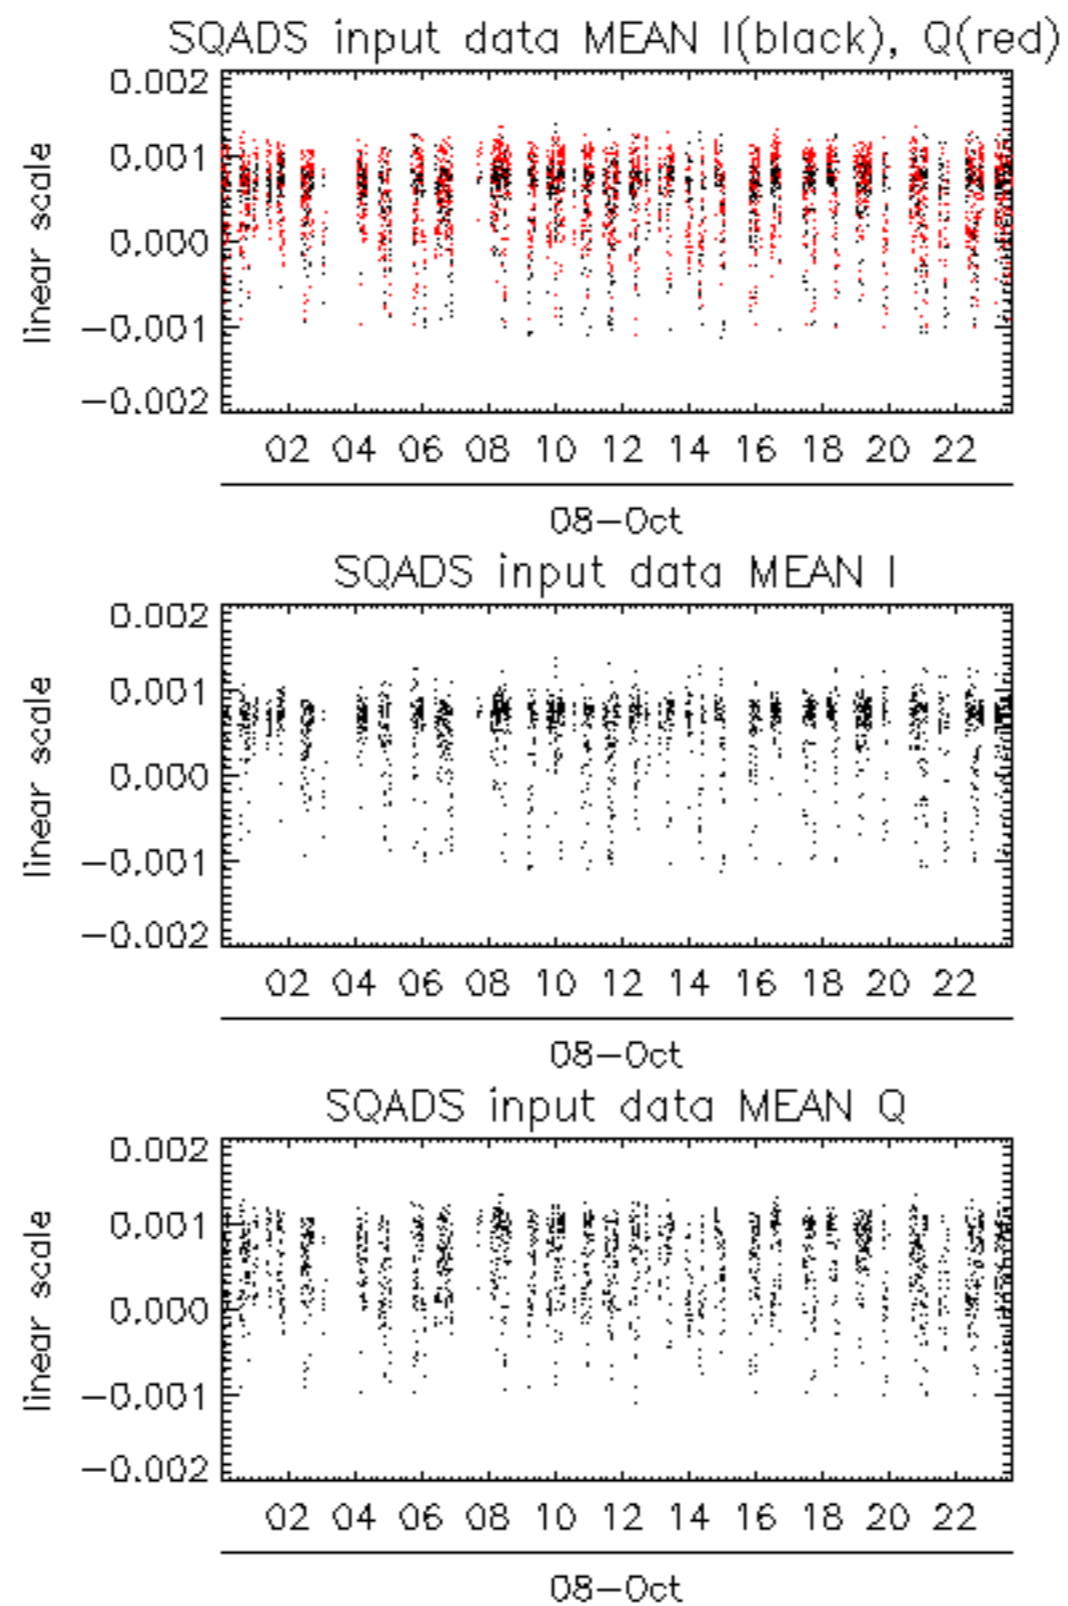 SQADS input data MEAN I(black), Q(red)
0.002
0.001
0.000
−0.001
−0.002
linear scale
02 04 06 08 10 12 14 16 18 20 22
08−Oct
SQADS input data MEAN I
0.002
0.001
0.000
−0.001
−0.002
linear scale
02 04 06 08 10 12 14 16 18 20 22
08−Oct
SQADS input data MEAN Q
0.002
0.001
0.000
−0.001
−0.002
linear scale
02 04 06 08 10 12 14 16 18 20 22
08−Oct